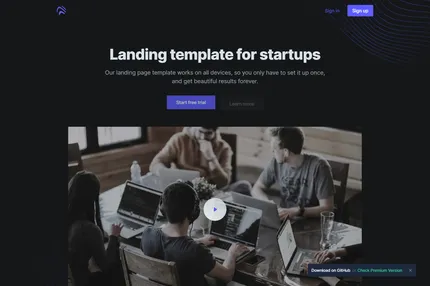 Sign in
Sign up
Landing template for startups
Our landing page template works on all devices, so you only have to set it up once,
and get beautiful results forever.
Start free trial
Learn more
Download on GitHub or Check Premium Version ×